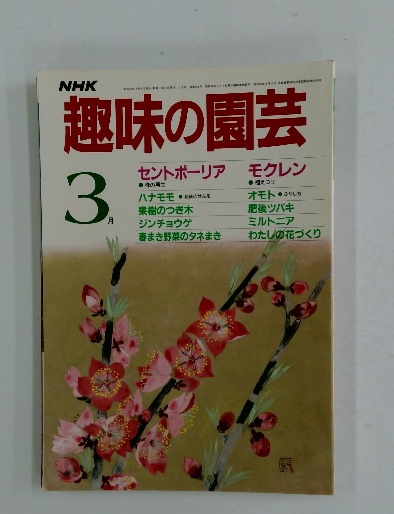 NHK
趣味の園芸
3月
セントポーリア
モクレン
ハナモモ
オモト
果樹のつぎ木
肥後ツバキ
ジンチョウゲ
ミルトニア
春まき野菜のタネまき
わたしの花づくり